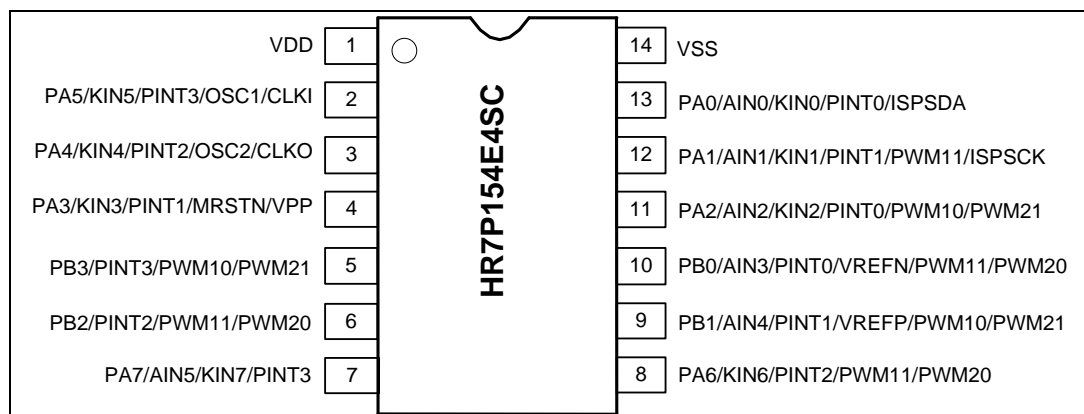 VDD 1 14 VSS
PA5/KIN5/PINT3/OSC1/CLKI 2 13 PA0/AIN0/KIN0/PINT0/ISPSDA
PA4/KIN4/PINT2/OSC2/CLKO 3 12 PA1/AIN1/KIN1/PINT1/PWM11/ISPSCK
PA3/KIN3/PINT1/MRSTN/VPP 4 11 PA2/AIN2/KIN2/PINT0/PWM10/PWM21
PB3/PINT3/PWM10/PWM21 5 10 PB0/AIN3/PINT0/VREFN/PWM11/PWM20
PB2/PINT2/PWM11/PWM20 6 9 PB1/AIN4/PINT1/VREFP/PWM10/PWM21
PA7/AIN5/KIN7/PINT3 7 8 PA6/KIN6/PINT2/PWM11/PWM20
HR7P154E4SC